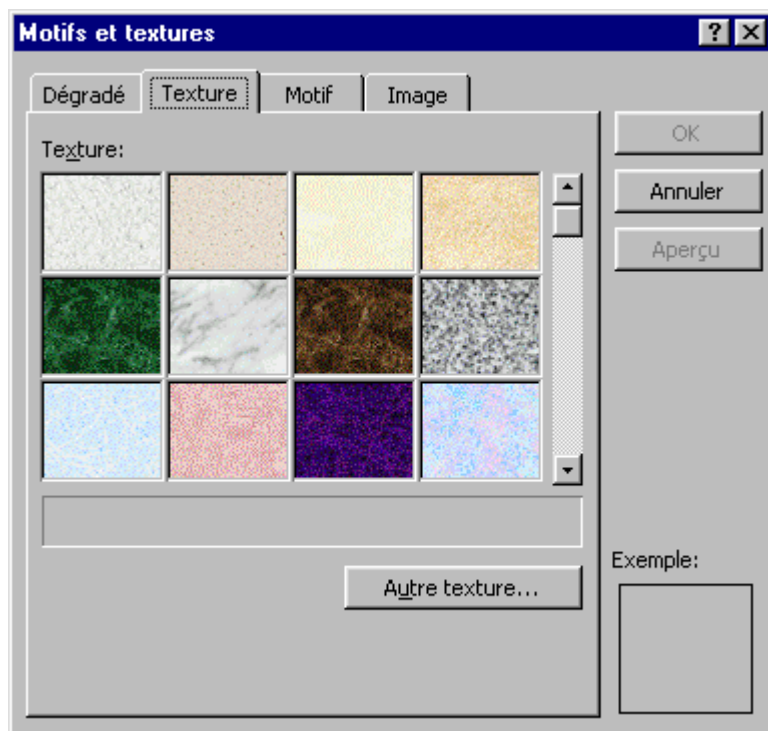 Motifs et textures
Dégradé Texture Motif Image
OK
Texture:
Annuler
Aperçu
Autre texture...
Exemple: